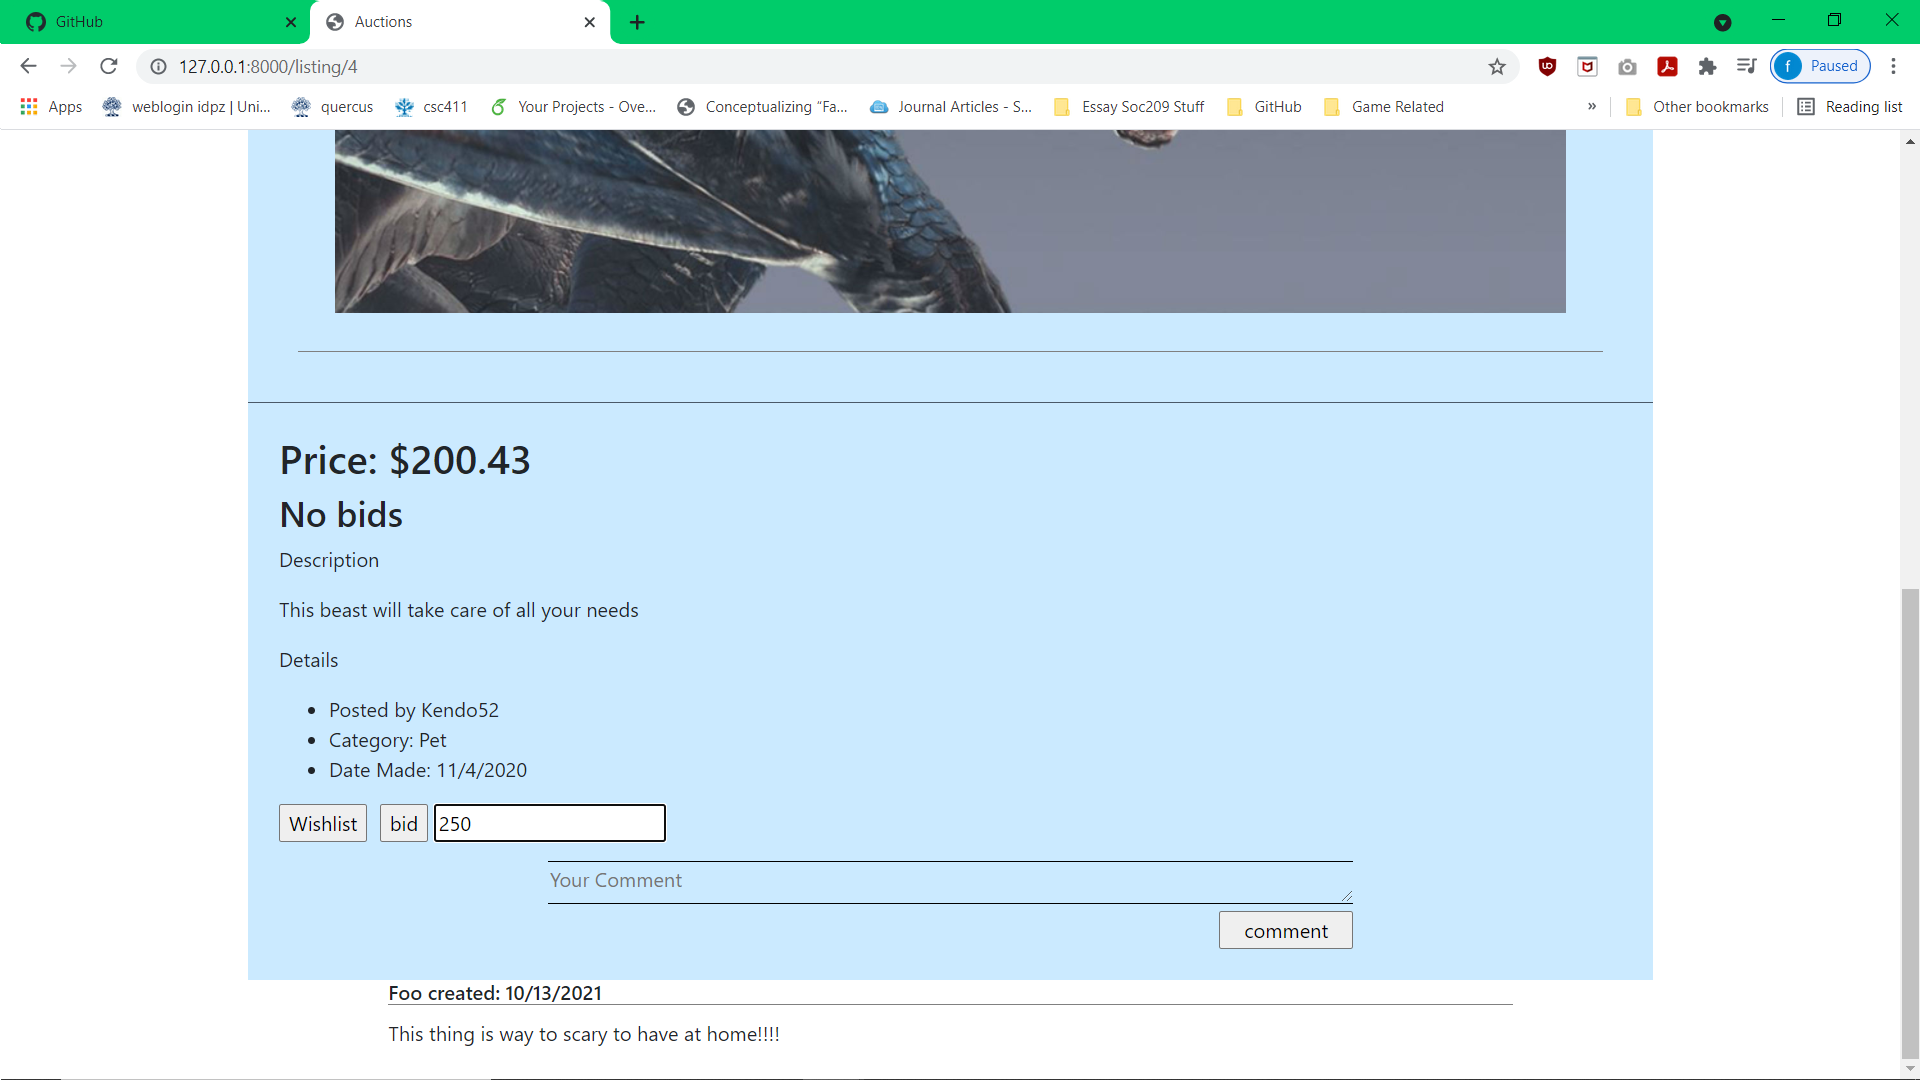 GitHub
Auctions
127.0.0.1:8000/listing/4
f Paused
Apps
weblogin idpz | Uni...
quercus
csc411
Your Projects - Ove...
Conceptualizing “Fa...
Journal Articles - S...
Essay Soc209 Stuff
GitHub
Game Related
»
Other bookmarks
Reading list
Price: $200.43
No bids
Description
This beast will take care of all your needs
Details
Posted by Kendo52
Category: Pet
Date Made: 11/4/2020
Wishlist bid 250
Your Comment
comment
Foo created: 10/13/2021
This thing is way to scary to have at home!!!!